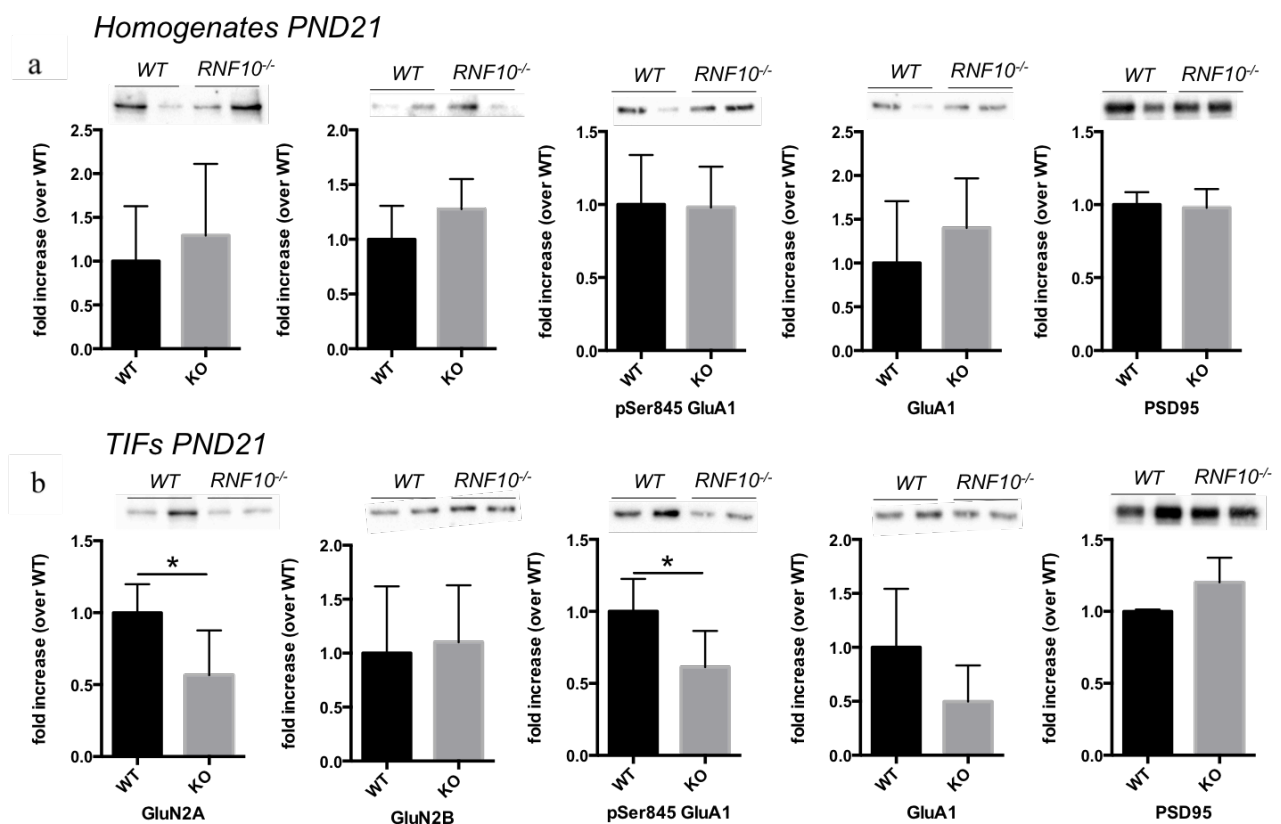 Homogenates PND21
a
WT RNF10-/-
WT RNF10-/-
WT RNF10-/-
WT RNF10-/-
WT RNF10-/-
fold increase (over WT)
2.5
2.0
1.5
1.0
0.5
0.0
WT KO
fold increase (over WT)
2.0
1.5
1.0
0.5
0.0
WT KO
fold increase (over WT)
1.5
1.0
0.5
0.0
WT KO
pSer845 GluA1
fold increase (over WT)
2.5
2.0
1.5
1.0
0.5
0.0
WT KO
GluA1
fold increase (over WT)
1.5
1.0
0.5
0.0
WT KO
PSD95
TIFs PND21
b
WT RNF10-/-
WT RNF10-/-
WT RNF10-/-
WT RNF10-/-
WT RNF10-/-
fold increase (over WT)
1.5
1.0
0.5
0.0
*
WT KO
GluN2A
fold increase (over WT)
2.0
1.5
1.0
0.5
0.0
WT KO
GluN2B
fold increase (over WT)
1.5
1.0
0.5
0.0
*
WT KO
pSer845 GluA1
fold increase (over WT)
2.0
1.5
1.0
0.5
0.0
WT KO
GluA1
fold increase (over WT)
1.5
1.0
0.5
0.0
WT KO
PSD95